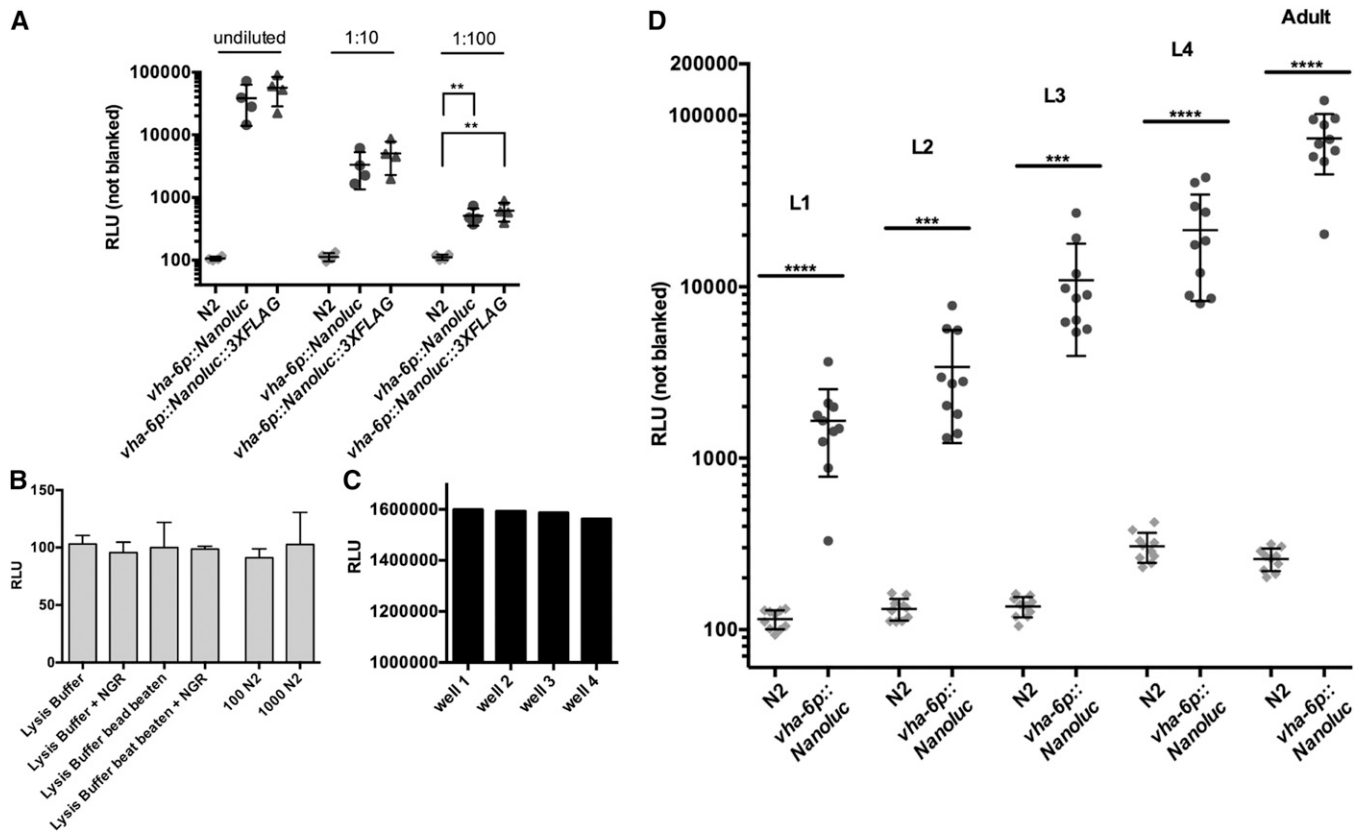 A
undiluted
1:10
1:100
RLU (not blanked)
100000
10000
1000
100
**
**
N2
vha-6p::Nanoluc
vha-6p::Nanoluc::3XFLAG
N2
vha-6p::Nanoluc
vha-6p::Nanoluc::3XFLAG
N2
vha-6p::Nanoluc
vha-6p::Nanoluc::3XFLAG
B
RLU
150
100
50
0
Lysis Buffer
Lysis Buffer + NGR
Lysis Buffer bead beaten
Lysis Buffer beat beaten + NGR
100 N2
1000 N2
C
RLU
1600000
1400000
1200000
1000000
well 1
well 2
well 3
well 4
D
RLU (not blanked)
200000
100000
10000
1000
100
L1
****
L2
***
L3
***
L4
****
Adult
****
N2
vha-6p::
Nanoluc
N2
vha-6p::
Nanoluc
N2
vha-6p::
Nanoluc
N2
vha-6p::
Nanoluc
N2
vha-6p::
Nanoluc